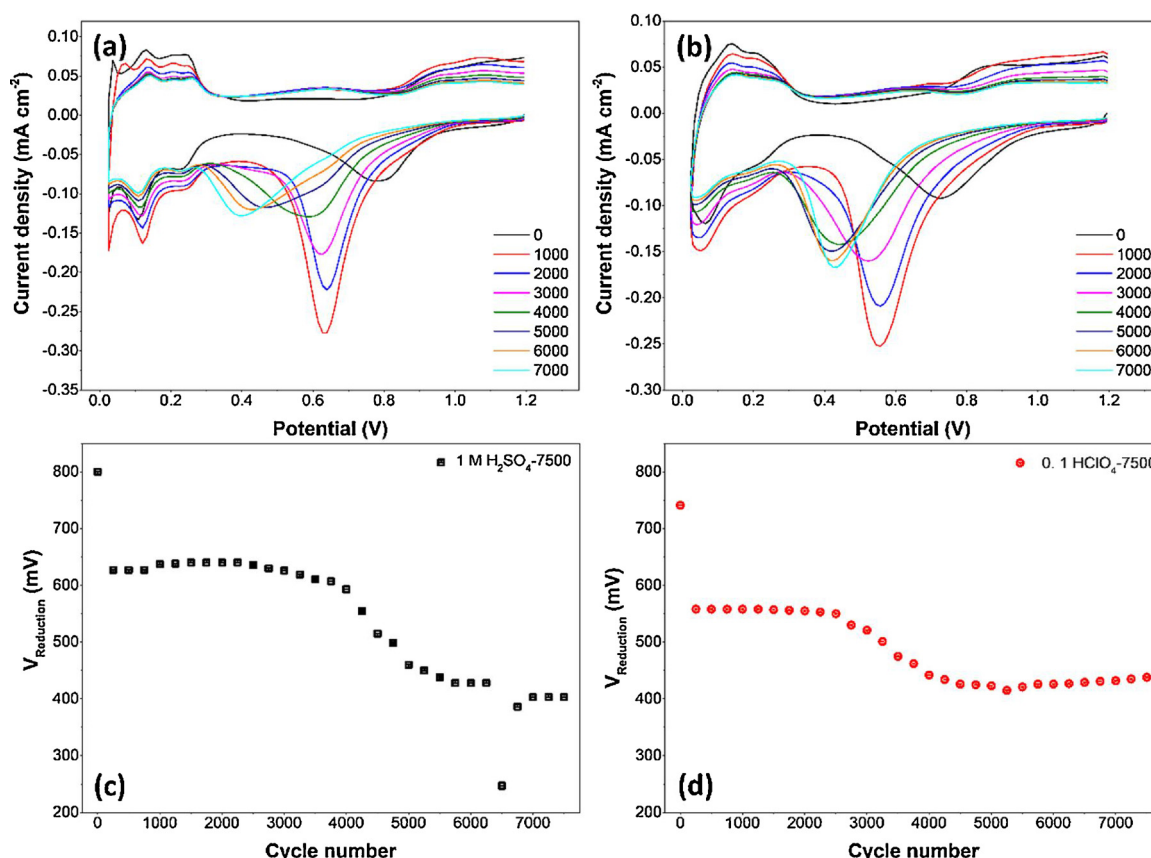 (a)
Current density (mA cm⁻²)
0.10
0.05
0.00
-0.05
-0.10
-0.15
-0.20
-0.25
-0.30
-0.35
0
1000
2000
3000
4000
5000
6000
7000
0.0 0.2 0.4 0.6 0.8 1.0 1.2
Potential (V)
(b)
Current density (mA cm⁻²)
0.10
0.05
0.00
-0.05
-0.10
-0.15
-0.20
-0.25
-0.30
0
1000
2000
3000
4000
5000
6000
7000
0.0 0.2 0.4 0.6 0.8 1.0 1.2
Potential (V)
1 M H₂SO₄-7500
V Roduction (mV)
800
700
600
500
400
300
200
(c)
0 1000 2000 3000 4000 5000 6000 7000
Cycle number
0. 1 HClO₄-7500
V Reduction (mV)
800
700
600
500
400
300
200
(d)
0 1000 2000 3000 4000 5000 6000 7000
Cycle number